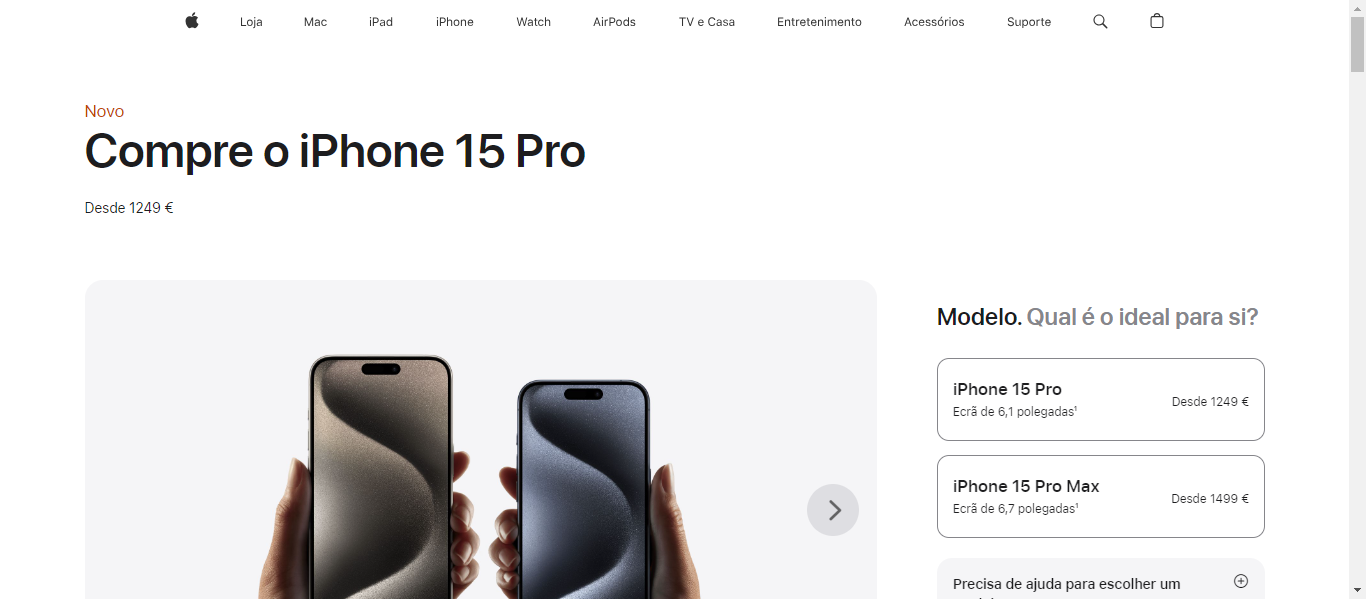 Loja Mac iPad iPhone Watch AirPods TV e Casa Entretenimento Acessórios Suporte
Novo
Compre o iPhone 15 Pro
Desde 1249 €
Modelo. Qual é o ideal para si?
iPhone 15 Pro
Ecrã de 6,1 polegadas¹
Desde 1249 €
iPhone 15 Pro Max
Ecrã de 6,7 polegadas¹
Desde 1499 €
Precisa de ajuda para escolher um